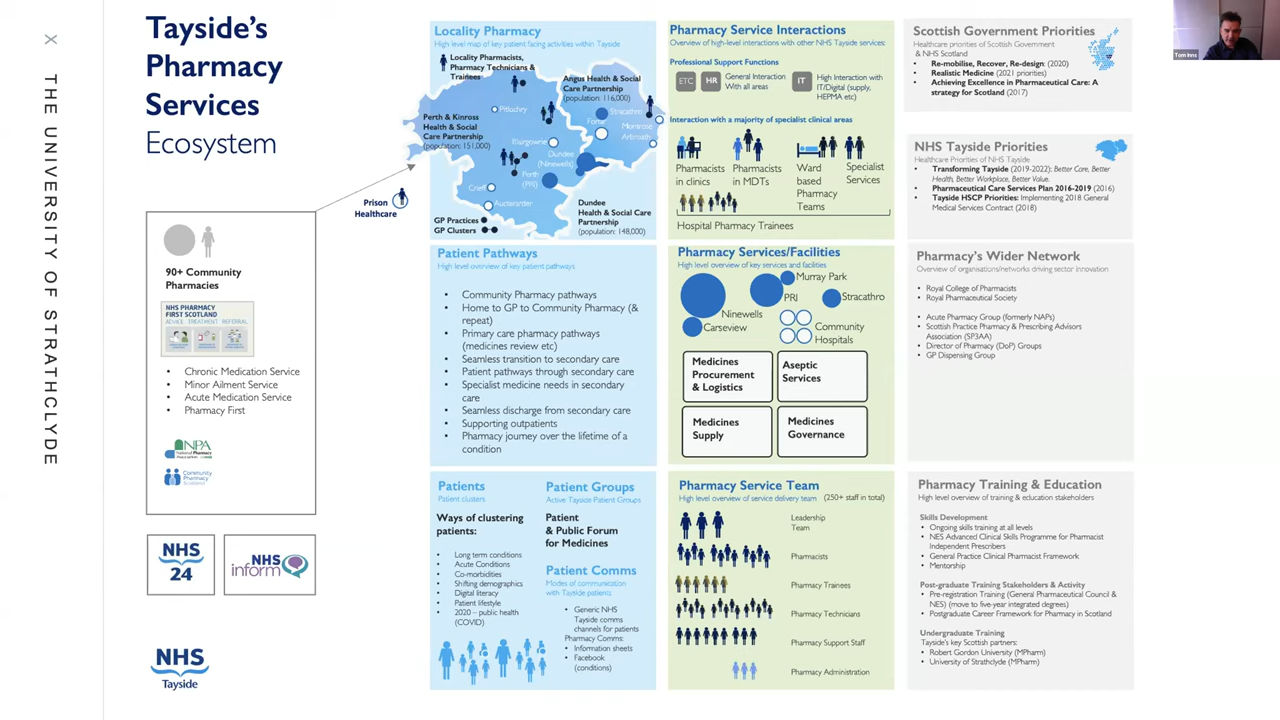 X
THE UNIVERSITY OF STRATHCLYDE
Tayside's
Pharmacy
Services
Ecosystem
90+ Community
Pharmacies
NHS PHARMACY
FIRST SCOTLAND
ADVICE TREATMENT REFERRAL
• Chronic Medication Service
• Minor Ailment Service
• Acute Medication Service
• Pharmacy First
NPA
Community
Pharmacy
NHS
24
NHS
inform
NHS
Tayside
Prison
Healthcare
Locality Pharmacy
High level map of key patient facing activities within Tayside
Locality Pharmacists,
Pharmacy Technicians &
Trainees
Angus Health & Social
Care Partnership
(population: 116,000)
Pitlochry
Stracathro
Forfar
Montrose
Arbroath
Perth & Kinross
Health & Social
Care Partnership
(population: 151,000)
Blairgowrie
Dundee
(Ninewells)
Perth
(PRI)
Crieff
Auchterarder
GP Practices
GP Clusters
Dundee
Health & Social Care
Partnership
(population: 148,000)
Patient Pathways
High level overview of key patient pathways
• Community Pharmacy pathways
• Home to GP to Community Pharmacy (&
repeat)
• Primary care pharmacy pathways
(medicines review etc)
• Seamless transition to secondary care
• Patient pathways through secondary care
• Specialist medicine needs in secondary
care
• Seamless discharge from secondary care
• Supporting outpatients
• Pharmacy journey over the lifetime of a
condition
Patients
Patient clusters
Ways of clustering
patients:
• Long term conditions
• Acute Conditions
• Co-morbidities
• Shifting demographics
• Digital literacy
• Patient lifestyle
• 2020 – public health
(COVID)
Patient Groups
Active Tayside Patient Groups
Patient
& Public Forum
for Medicines
Patient Comms
Modes of communication
with Tayside patients
• Generic NHS
Tayside comms
channels for patients
Pharmacy Comms:
• Information sheets
• Facebook
(conditions)
Pharmacy Service Interactions
Overview of high-level interactions with other NHS Tayside services:
Professional Support Functions
ETC
HR
General Interaction
With all areas
IT
High Interaction with
IT/Digital (supply,
HEPMA etc)
Interaction with a majority of specialist clinical areas
Pharmacists
in clinics
Pharmacists
in MDTs
Ward
based
Pharmacy
Teams
Specialist
Services
Hospital Pharmacy Trainees
Pharmacy Services/Facilities
High level overview of key services and facilities
Murray Park
PRI
Stracathro
Ninewells
Carseview
Community
Hospitals
Medicines
Procurement
& Logistics
Aseptic
Services
Medicines
Supply
Medicines
Governance
Pharmacy Service Team
High level overview of service delivery team (250+ staff in total)
Leadership
Team
Pharmacists
Pharmacy Trainees
Pharmacy Technicians
Pharmacy Support Staff
Pharmacy Administration
Scottish Government Priorities
Healthcare priorities of Scottish Government
& NHS Scotland
• Re-mobilise, Recover, Re-design: (2020)
• Realistic Medicine (2021 priorities)
• Achieving Excellence in Pharmaceutical Care: A
strategy for Scotland (2017)
NHS Tayside Priorities
Healthcare Priorities of NHS Tayside
• Transforming Tayside (2019-2022): Better Care, Better
Health, Better Workplace, Better Value.
• Pharmaceutical Care Services Plan 2016-2019 (2016)
• Tayside HSCP Priorities: Implementing 2018 General
Medical Services Contract (2018)
Pharmacy's Wider Network
Overview of organisations/networks driving sector innovation
• Royal College of Pharmacists
• Royal Pharmaceutical Society
• Acute Pharmacy Group (formerly NAPs)
• Scottish Practice Pharmacy & Prescribing Advisors
Association (SP3AA)
• Director of Pharmacy (DoP) Groups
• GP Dispensing Group
Pharmacy Training & Education
High level overview of training & education stakeholders
Skills Development
• Ongoing skills training at all levels
• NES Advanced Clinical Skills Programme for Pharmacist
Independent Prescribers
• General Practice Clinical Pharmacist Framework
• Mentorship
Post-graduate Training Stakeholders & Activity
• Pre-registration Training (General Pharmaceutical Council &
NES) (move to five-year integrated degrees)
• Postgraduate Career Framework for Pharmacy in Scotland
Undergraduate Training
Tayside's key Scottish partners:
• Robert Gordon University (MPharm)
• University of Strathclyde (MPharm)
Tom Inns